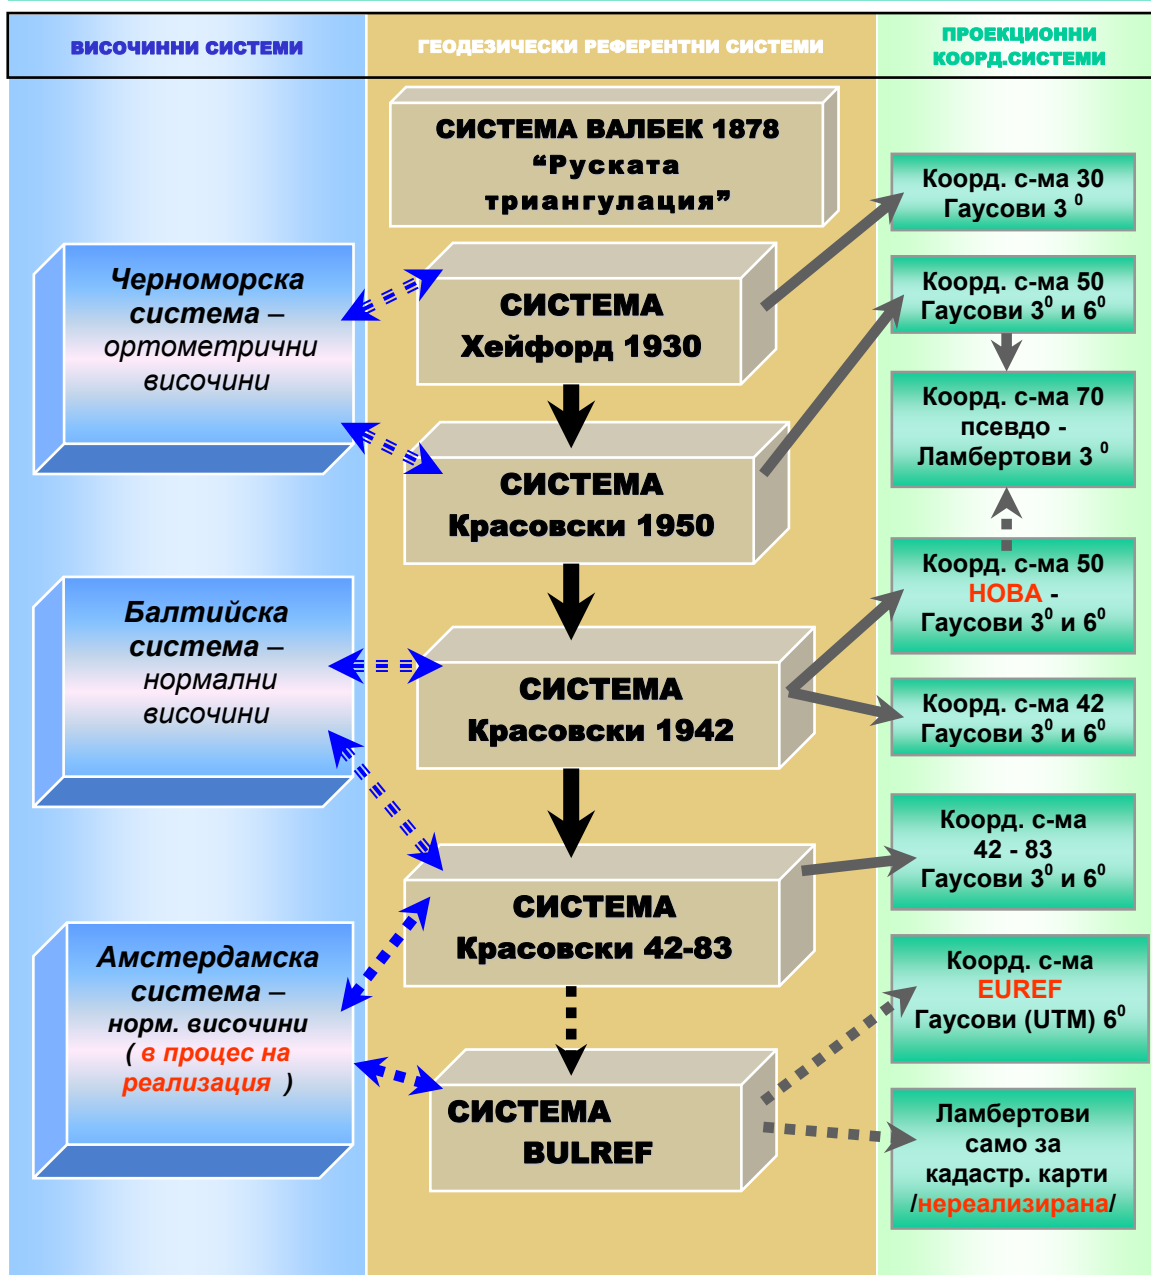 ВИСОЧИННИ СИСТЕМИ
ГЕОДЕЗИЧЕСКИ РЕФЕРЕНТНИ СИСТЕМИ
ПРОЕКЦИОННИ
КООРД.СИСТЕМИ
Черноморска
система –
ортометрични
височини
Балтийска
система –
нормални
височини
Амстердамска
система –
норм. височини
( в процес на
реализация )
СИСТЕМА ВАЛБЕК 1878
“Руската
триангулация”
СИСТЕМА
Хейфорд 1930
СИСТЕМА
Красовски 1950
СИСТЕМА
Красовски 1942
СИСТЕМА
Красовски 42-83
СИСТЕМА
BULREF
Коорд. с-ма 30
Гаусови 3 ⁰
Коорд. с-ма 50
Гаусови 3⁰ и 6⁰
Коорд. с-ма 70
псевдо -
Ламбертови 3 ⁰
Коорд. с-ма 50
НОВА -
Гаусови 3⁰ и 6⁰
Коорд. с-ма 42
Гаусови 3⁰ и 6⁰
Коорд. с-ма
42 - 83
Гаусови 3⁰ и 6⁰
Коорд. с-ма
EUREF
Гаусови (UTM) 6⁰
Ламбертови
само за
кадастр. карти
/нереализирана/